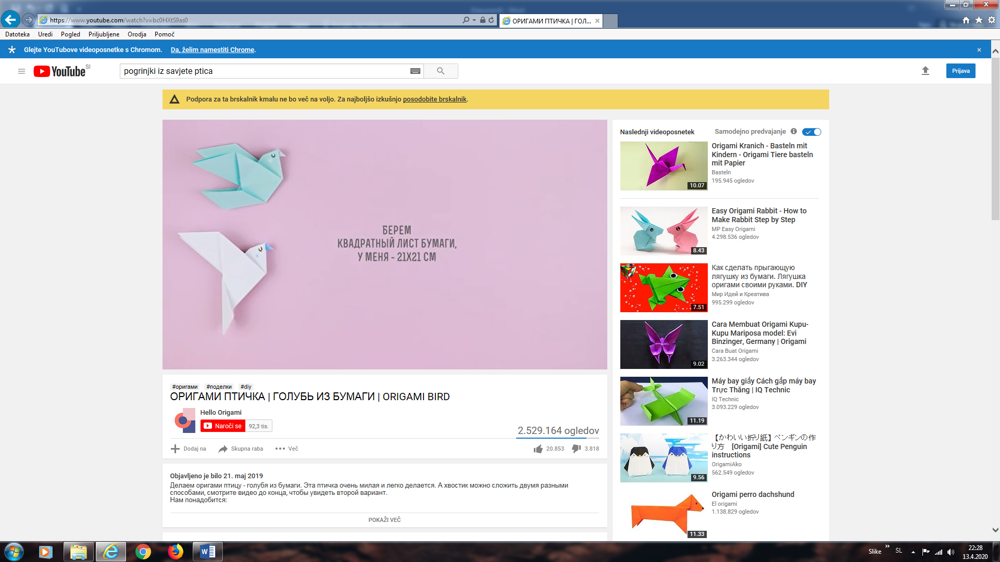 https://www.youtube.com/watch?v=bc0HXtS9as0
ОРИГАМИ ПТИЧКА | ГОЛ...
Datoteka Uredi Pogled Priljubljene Orodja Pomoč
Glejte YouTubove videoposnetke s Chromom. Da, želim namestiti Chrome.
YouTube SI
pogrinjki iz savjete ptica
Prijava
Podpora za ta brskalnik kmalu ne bo več na voljo. Za najboljšo izkušnjo posodobite brskalnik.
БЕРЕМ
КВАДРАТНЫЙ ЛИСТ БУМАГИ,
У МЕНЯ - 21X21 СМ
#оригами #поделки #diy
ОРИГАМИ ПТИЧКА | ГОЛУБЬ ИЗ БУМАГИ | ORIGAMI BIRD
Hello Origami
Naroči se 92,3 tis.
2.529.164 ogledov
Dodaj na Skupna raba Več 20.853 3.818
Objavljeno je bilo 21. maj 2019
Делаем оригами птицу - голубя из бумаги. Эта птичка очень милая и легко делается. А хвостик можно сложить двумя разными
способами, смотрите видео до конца, чтобы увидеть второй вариант.
Нам понадобится:
POKAŽI VEČ
Naslednji videoposnetek Samodejno predvajanje
Origami Kranich - Basteln mit
Kindern - Origami Tiere basteln
mit Papier
Basteln
195.945 ogledov
10.07
Easy Origami Rabbit - How to
Make Rabbit Step by Step
MP Easy Origami
4.298.536 ogledov
8.43
Как сделать прыгающую
лягушку из бумаги. Лягушка
оригами своими руками. DIY
Мир Идей и Креатива
995.299 ogledov
7.51
Cara Membuat Origami Kupu-
Kupu Mariposa model: Evi
Binzinger, Germany | Origami
Cara Buat Origami
3.263.344 ogledov
9.02
Máy bay giấy Cách gấp máy bay
Trực Thăng | IQ Technic
IQ Technic
3.093.229 ogledov
11.19
【かわいい折り紙】ペンギンの作
り方　[Origami] Cute Penguin
instructions
OrigamiAko
562.549 ogledov
9.56
Origami perro dachshund
El origami
1.138.829 ogledov
11.33
Slike » SL
22:28
13.4.2020